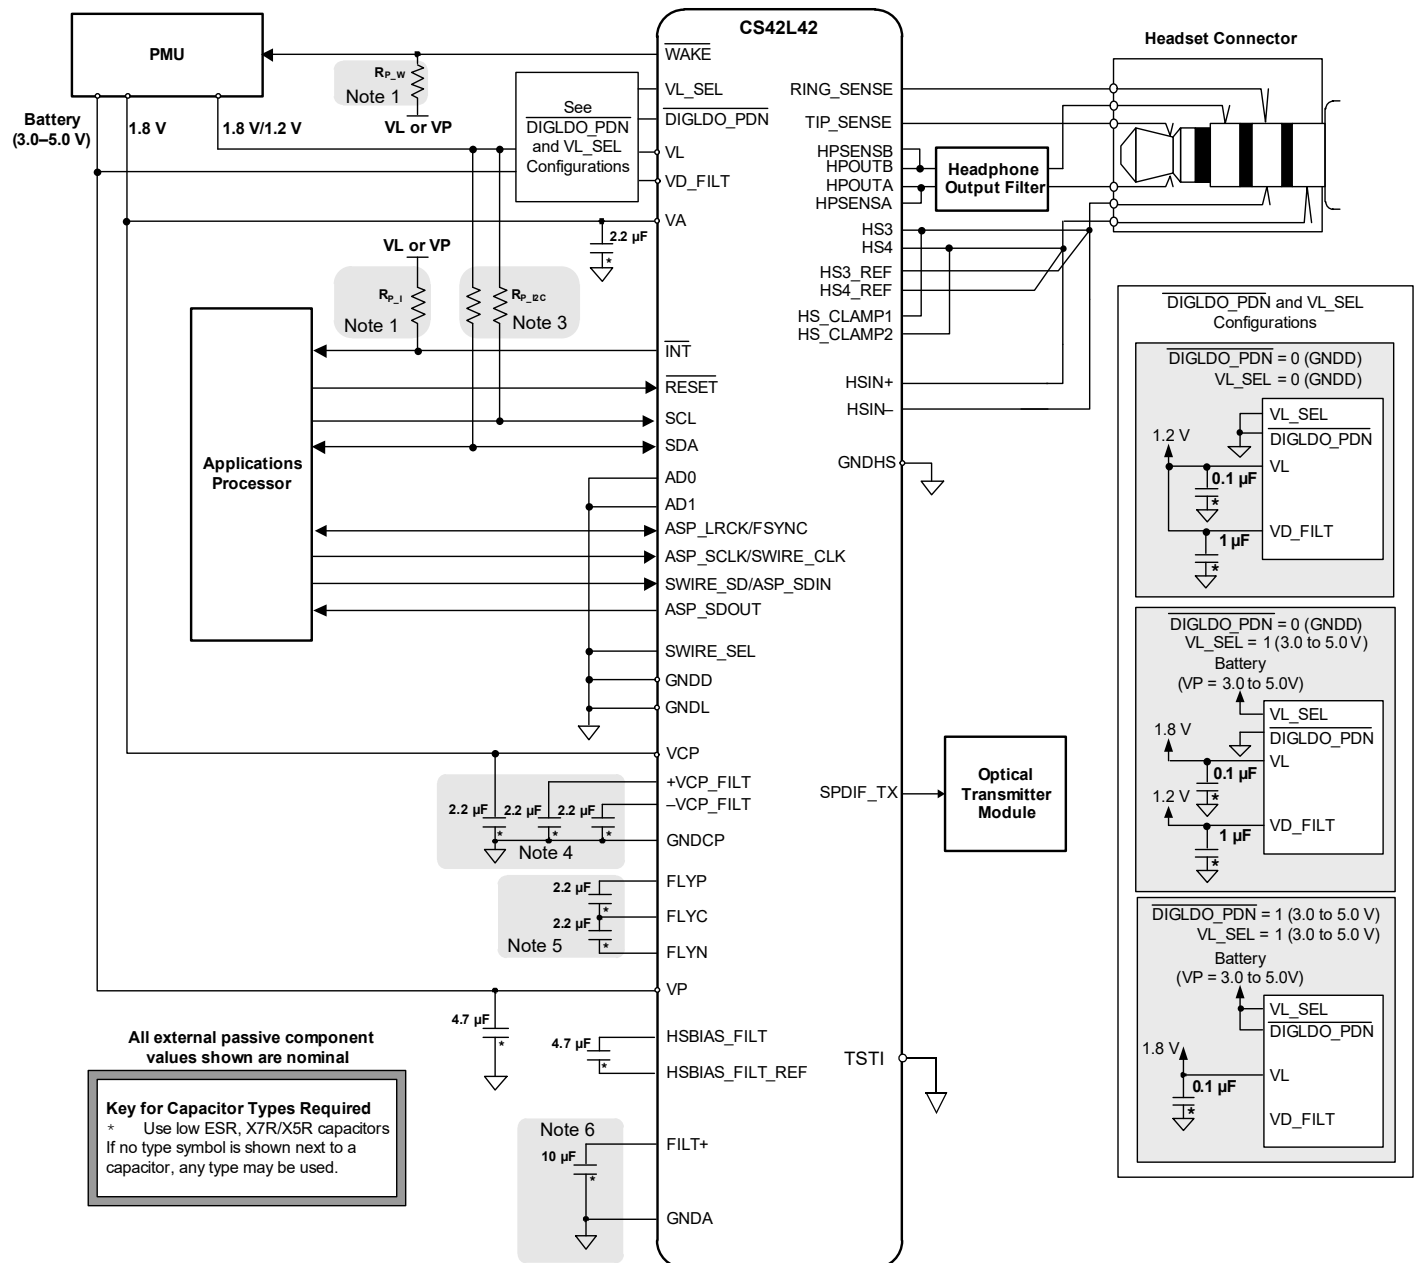 CS42L42
PMU
Battery
(3.0–5.0 V)
1.8 V
1.8 V/1.2 V
RP_W
Note 1
VL or VP
See
DIGLDO_PDN
and VL_SEL
Configurations
WAKE
VL_SEL
DIGLDO_PDN
VL
VD_FILT
VA
2.2 µF
*
VL or VP
RP_I
Note 1
RP_I2C
Note 3
INT
RESET
SCL
SDA
AD0
AD1
ASP_LRCK/FSYNC
ASP_SCLK/SWIRE_CLK
SWIRE_SD/ASP_SDIN
ASP_SDOUT
SWIRE_SEL
GNDD
GNDL
Applications
Processor
VCP
+VCP_FILT
–VCP_FILT
GNDCP
2.2 µF
*
2.2 µF
*
2.2 µF
*
Note 4
FLYP
FLYC
FLYN
2.2 µF
*
2.2 µF
*
Note 5
VP
4.7 µF
*
HSBIAS_FILT
HSBIAS_FILT_REF
4.7 µF
*
Note 6
FILT+
10 µF
*
GNDA
All external passive component
values shown are nominal
Key for Capacitor Types Required
* Use low ESR, X7R/X5R capacitors
If no type symbol is shown next to a
capacitor, any type may be used.
Headset Connector
RING_SENSE
TIP_SENSE
HPSENSB
HPOUTB
HPOUTA
HPSENSA
Headphone
Output Filter
HS3
HS4
HS3_REF
HS4_REF
HS_CLAMP1
HS_CLAMP2
HSIN+
HSIN–
GNDHS
SPDIF_TX
Optical
Transmitter
Module
TSTI
DIGLDO_PDN and VL_SEL
Configurations
DIGLDO_PDN = 0 (GNDD)
VL_SEL = 0 (GNDD)
VL_SEL
DIGLDO_PDN
1.2 V
VL
0.1 µF
*
VD_FILT
1 µF
*
DIGLDO_PDN = 0 (GNDD)
VL_SEL = 1 (3.0 to 5.0 V)
Battery
(VP = 3.0 to 5.0V)
VL_SEL
DIGLDO_PDN
1.8 V
VL
0.1 µF
*
1.2 V
VD_FILT
1 µF
*
DIGLDO_PDN = 1 (3.0 to 5.0 V)
VL_SEL = 1 (3.0 to 5.0 V)
Battery
(VP = 3.0 to 5.0V)
VL_SEL
DIGLDO_PDN
1.8 V
VL
0.1 µF
*
VD_FILT